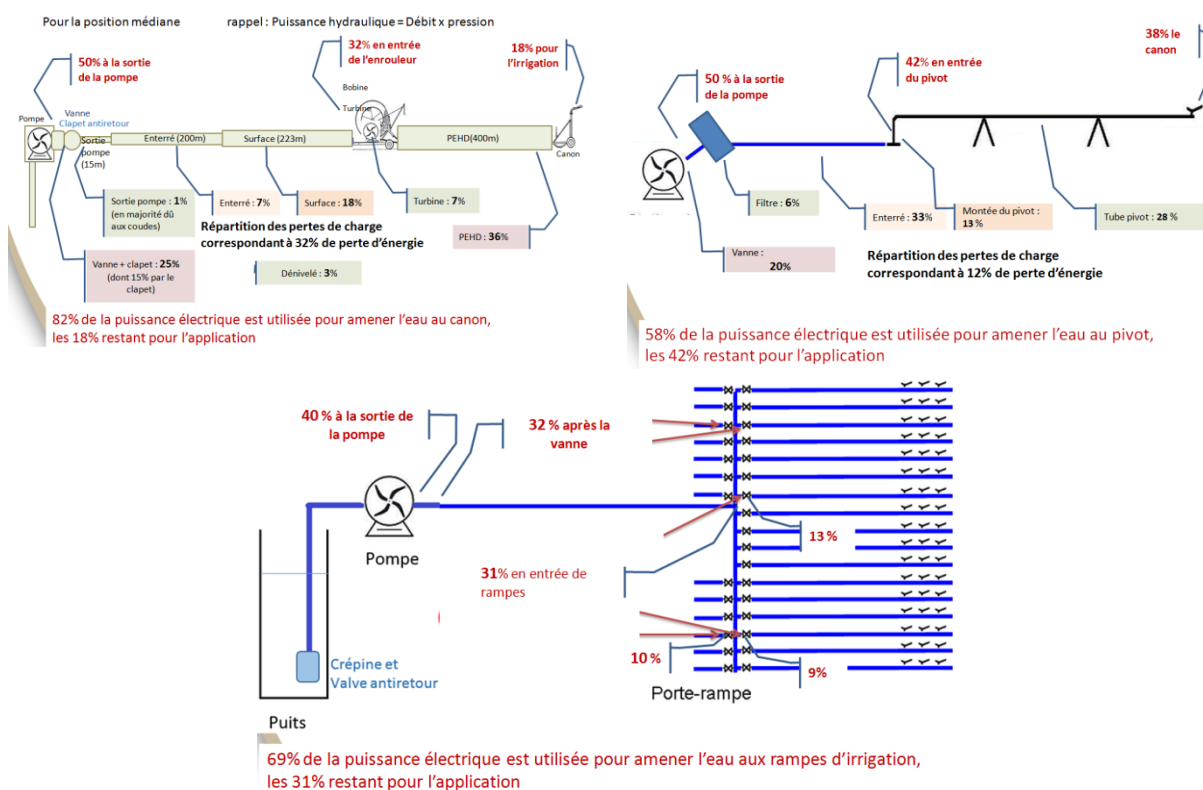 Pour la position médiane
rappel : Puissance hydraulique = Débit x pression
50% à la sortie
de la pompe
32% en entrée
de l'enrouleur
18% pour
l'irrigation
Bobine
Turbine
Pompe
Vanne
Clapet antiretour
Sortie
pompe
(15m)
Enterré (200m)
Surface (223m)
PEHD(400m)
Canon
Sortie pompe : 1%
(en majorité dû
aux coudes)
Enterré : 7%
Surface : 18%
Turbine : 7%
PEHD : 36%
Répartition des pertes de charge
correspondant à 32% de perte d'énergie
Vanne + clapet : 25%
(dont 15% par le
clapet)
Dénivelé : 3%
82% de la puissance électrique est utilisée pour amener l'eau au canon,
les 18% restant pour l'application
38% le
canon
42% en entrée
du pivot
50 % à la sortie
de la pompe
Filtre : 6%
Enterré : 33%
Montée du pivot :
13%
Tube pivot : 28 %
Vanne :
20%
Répartition des pertes de charge
correspondant à 12% de perte d'énergie
58% de la puissance électrique est utilisée pour amener l'eau au pivot,
les 42% restant pour l'application
40 % à la sortie de
la pompe
32 % après la
vanne
Pompe
13 %
31% en entrée de
rampes
10 %
9%
Crépine et
Valve antiretour
Porte-rampe
Puits
69% de la puissance électrique est utilisée pour amener l'eau aux rampes d'irrigation,
les 31% restant pour l'application